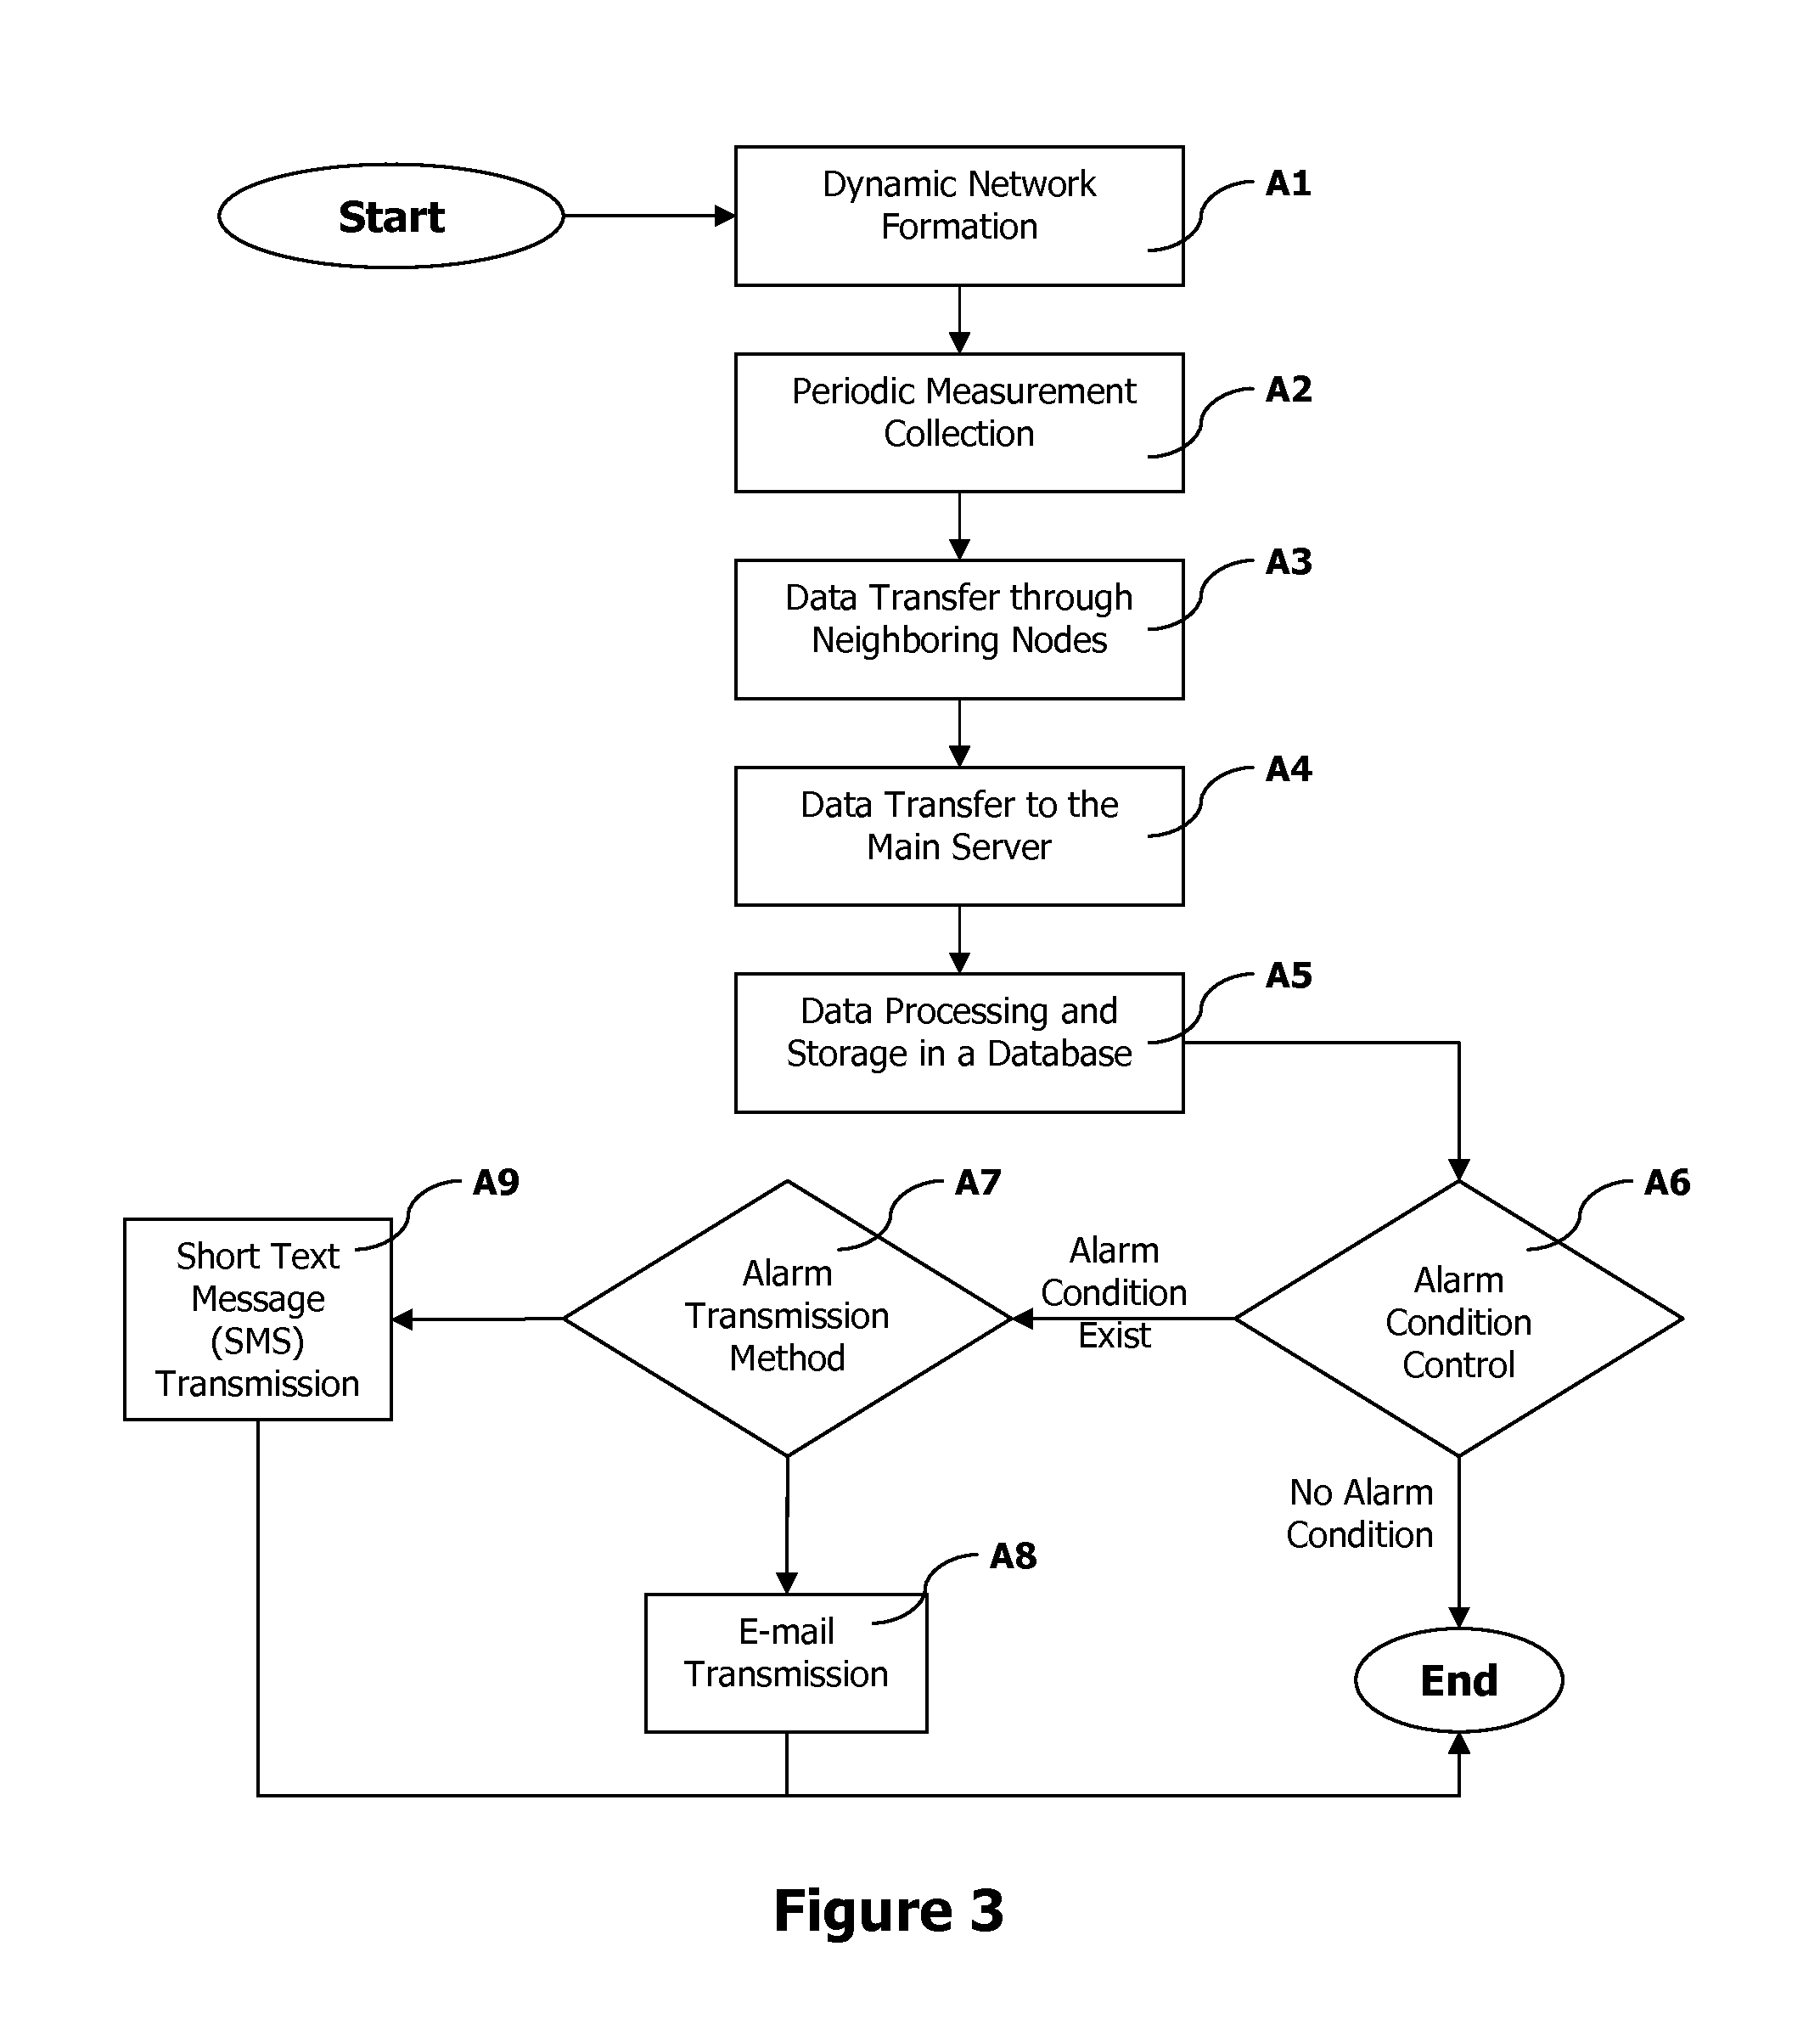 Start
Dynamic Network
Formation
A1
Periodic Measurement
Collection
A2
Data Transfer through
Neighboring Nodes
A3
Data Transfer to the
Main Server
A4
Data Processing and
Storage in a Database
A5
Alarm
Condition
Control
A6
Alarm
Condition
Exist
Alarm
Transmission
Method
A7
Short Text
Message
(SMS)
Transmission
A9
No Alarm
Condition
E-mail
Transmission
A8
End
Figure 3